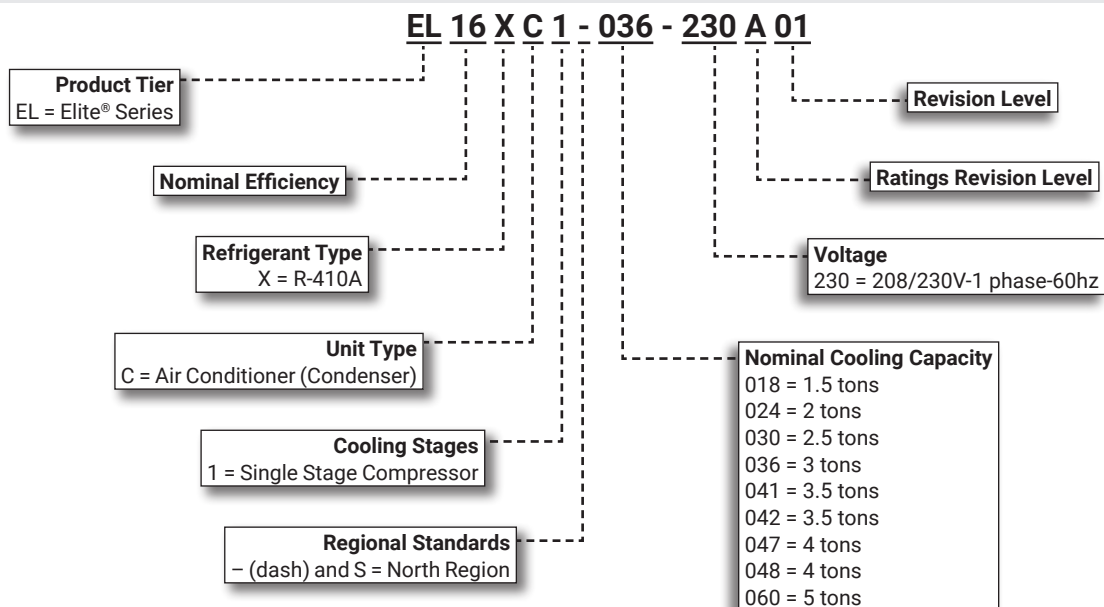 EL 16 X C 1 - 036 - 230 A 01
Product Tier
EL = Elite® Series
Nominal Efficiency
Refrigerant Type
X = R-410A
Unit Type
C = Air Conditioner (Condenser)
Cooling Stages
1 = Single Stage Compressor
Regional Standards
– (dash) and S = North Region
Revision Level
Ratings Revision Level
Voltage
230 = 208/230V-1 phase-60hz
Nominal Cooling Capacity
018 = 1.5 tons
024 = 2 tons
030 = 2.5 tons
036 = 3 tons
041 = 3.5 tons
042 = 3.5 tons
047 = 4 tons
048 = 4 tons
060 = 5 tons